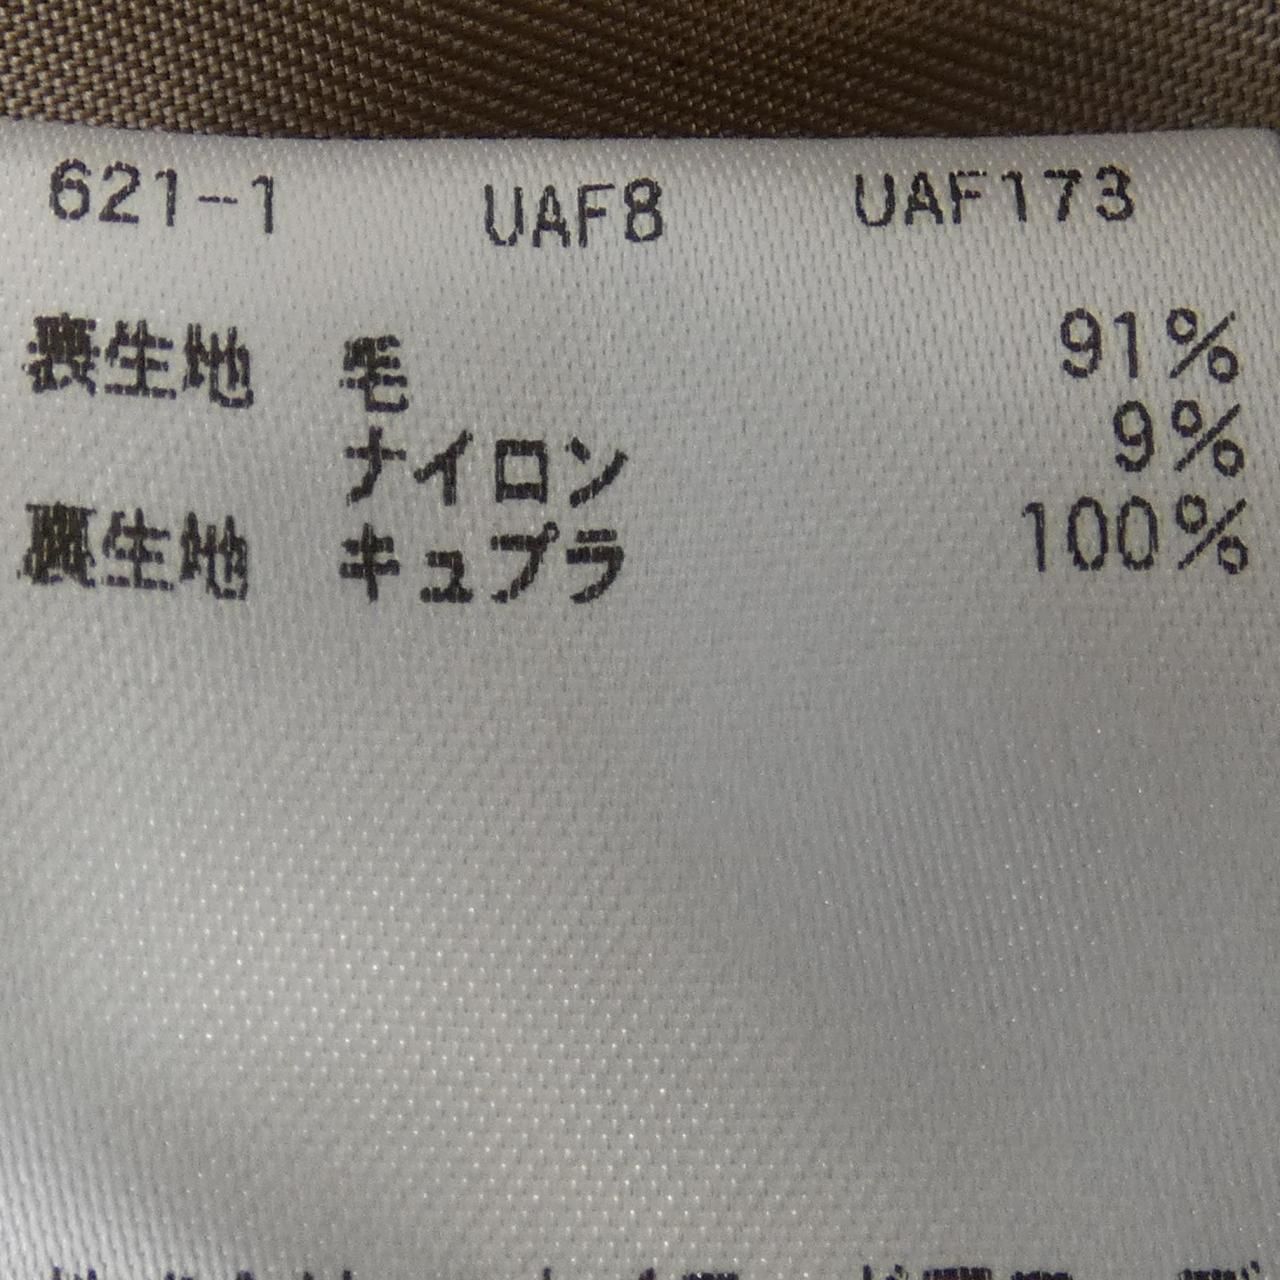 621-1 UAF8 UAF173
表生地 毛 91%
ナイロン 9%
裏生地 キュプラ 100%